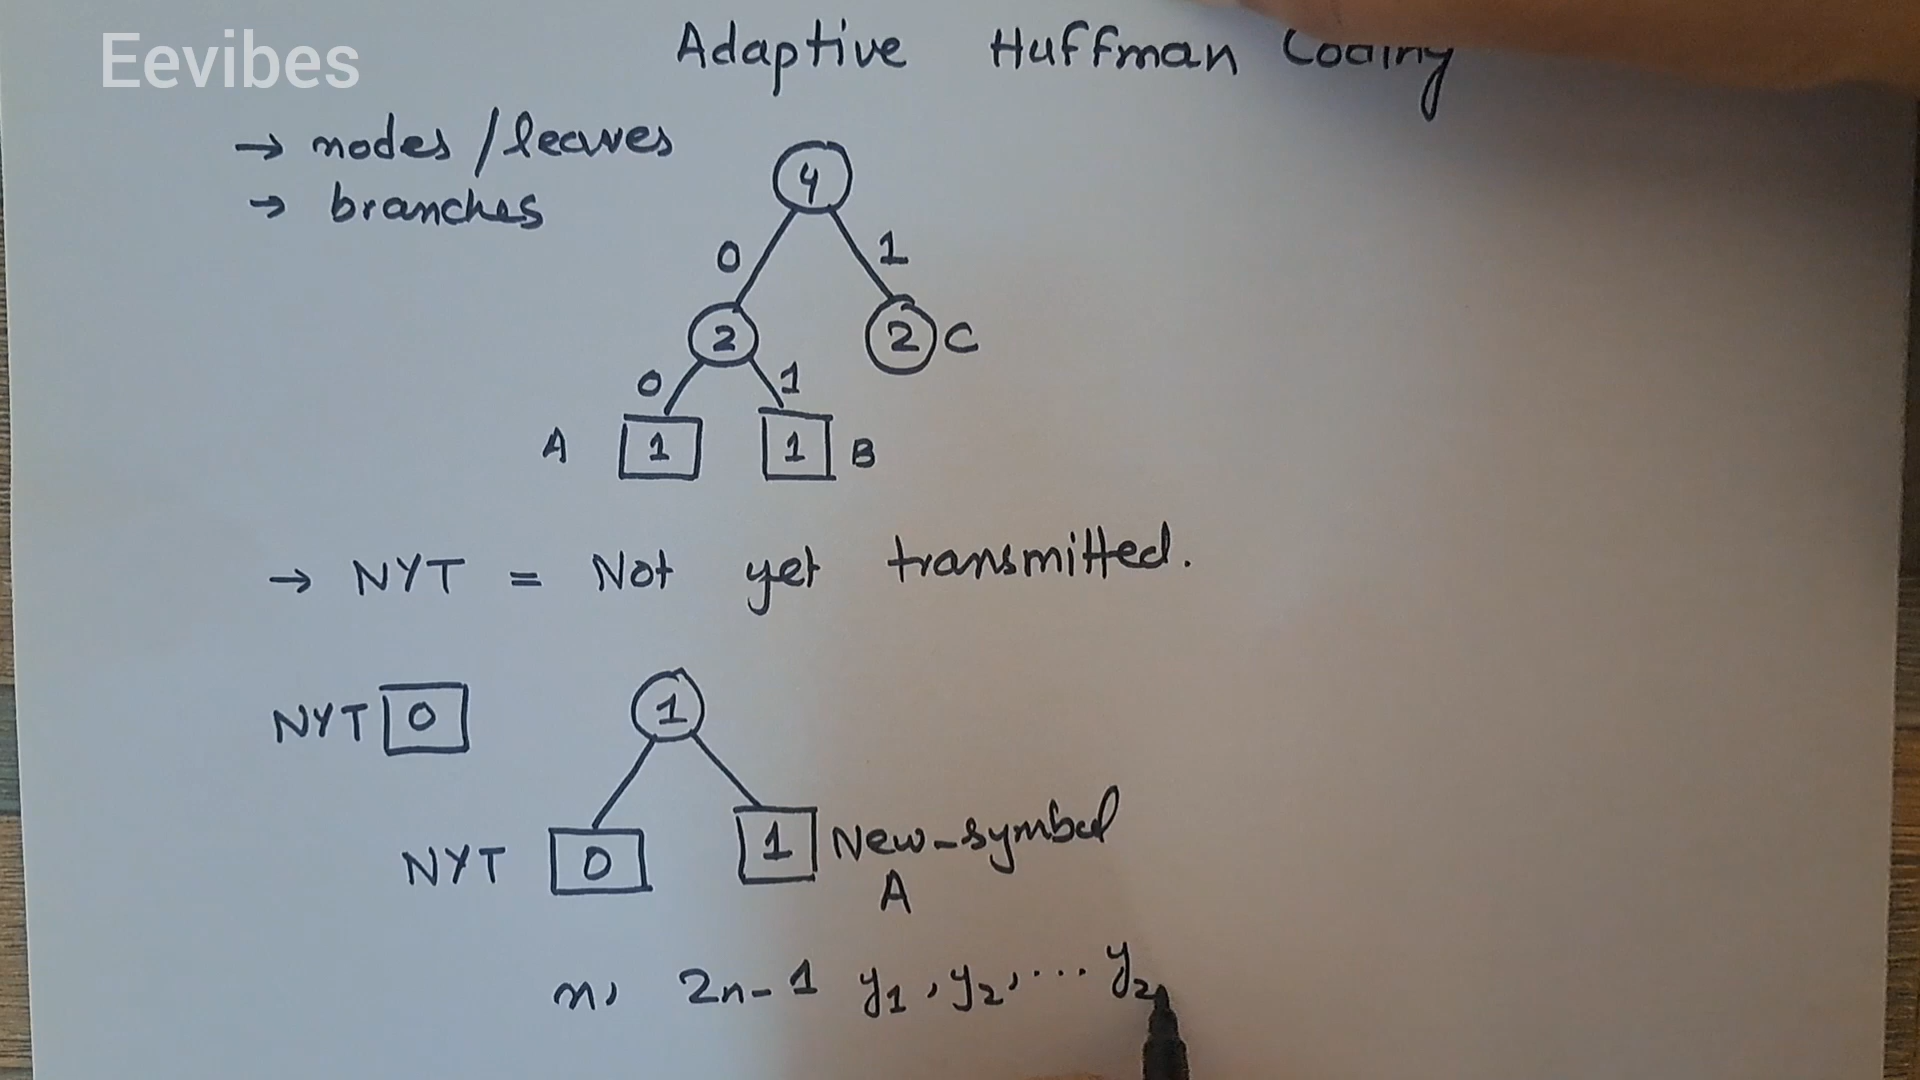 Eevibes
Adaptive Huffman Coding
→ nodes / leaves
→ branches
4
0 1
2 2 C
0 1
A 1 1 B
→ NYT = Not yet transmitted.
NYT 0 1
NYT 0 1 New-symbol
A
n, 2n-1 y1, y2, ... y2